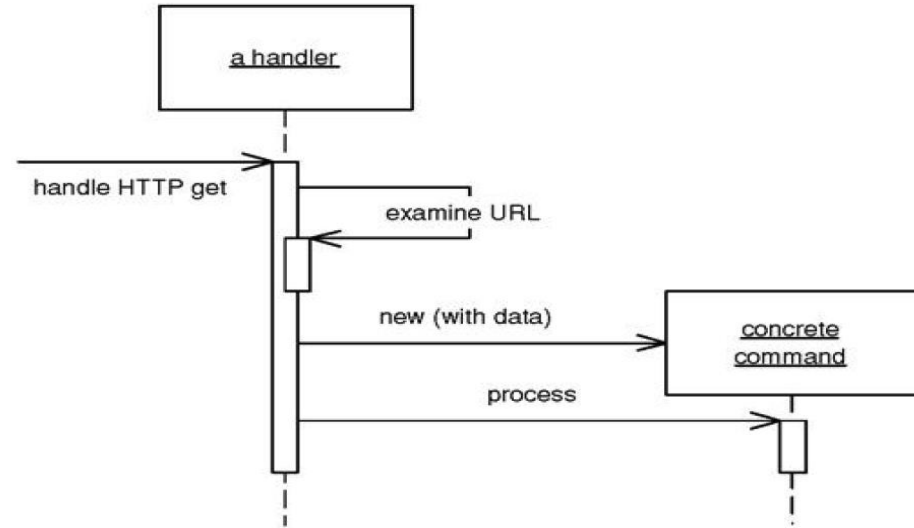 a handler
handle HTTP get
examine URL
new (with data)
concrete
command
process